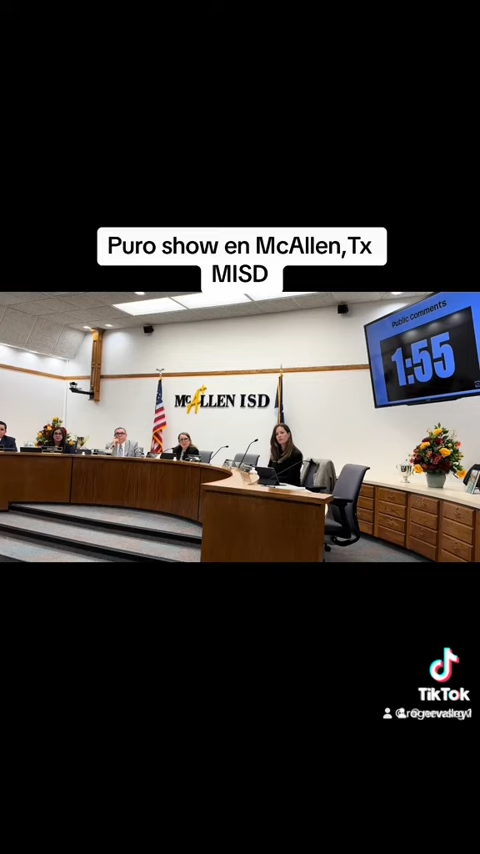 Puro show en McAllen,Tx
MISD
Public Comments
1:55
MCALLEN ISD
TikTok